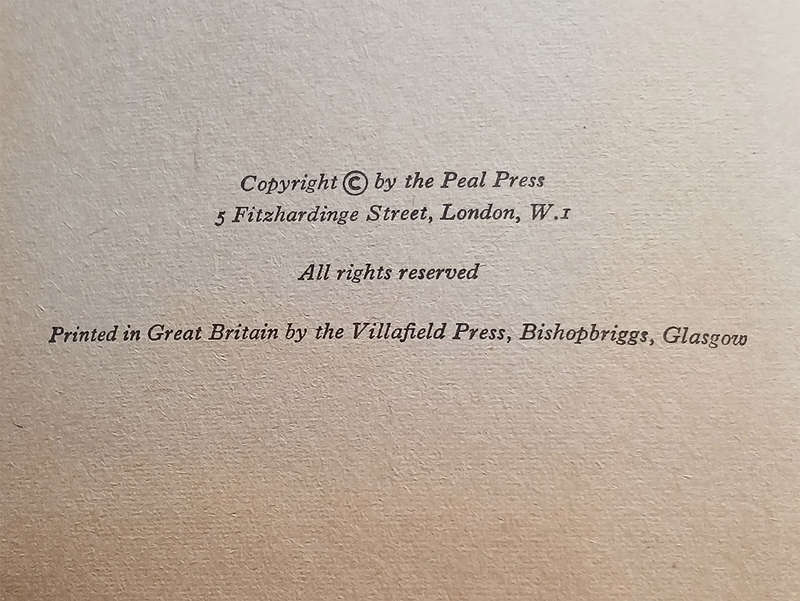 Copyright © by the Peal Press
5 Fitzhardinge Street, London, W.1
All rights reserved
Printed in Great Britain by the Villafield Press, Bishopbriggs, Glasgow